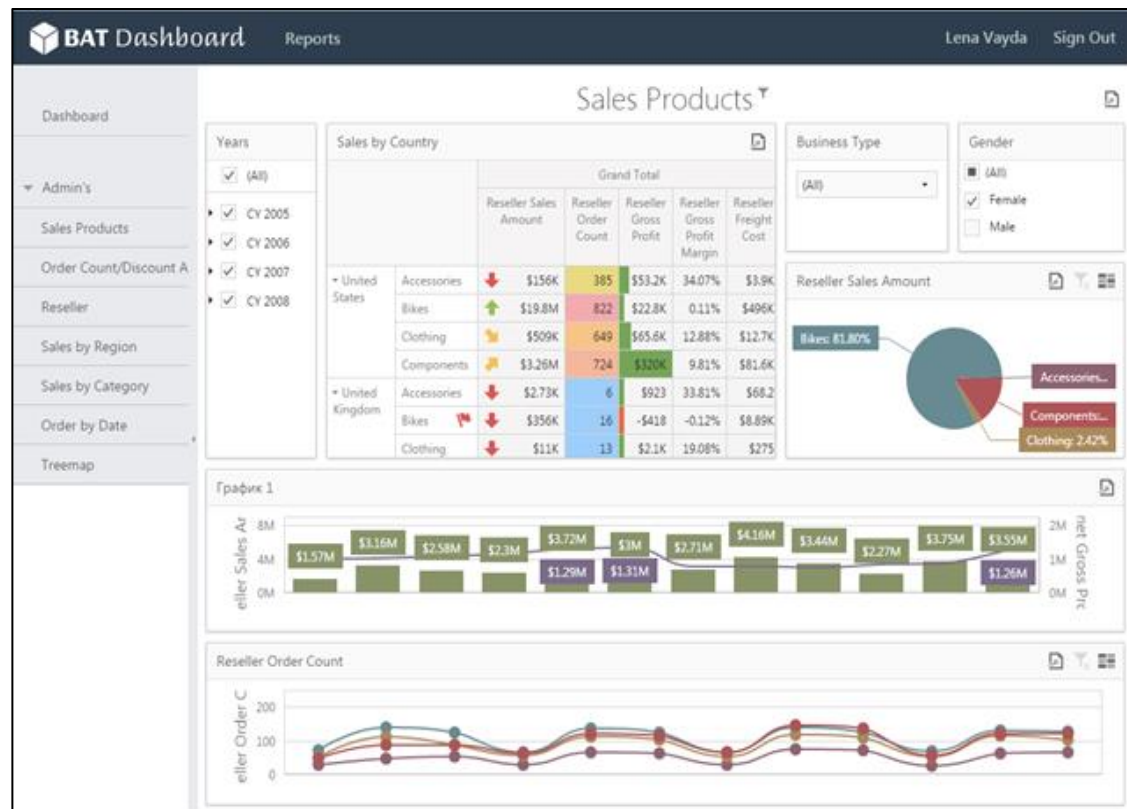 BAT Dashboard
Reports
Lena Vayda
Sign Out
Dashboard
Admin's
Sales Products
Order Count/Discount A
Reseller
Sales by Region
Sales by Category
Order by Date
Treemap
Sales Products
Years
(All)
CY 2005
CY 2006
CY 2007
CY 2008
Sales by Country
Grand Total
Reseller Sales Amount
Reseller Order Count
Reseller Gross Profit
Reseller Gross Profit Margin
Reseller Freight Cost
United States
Accessories $156K 385 $53.2K 34.07% $3.9K
Bikes $19.8M 822 $22.8K 0.11% $496K
Clothing $509K 649 $65.6K 12.88% $12.7K
Components $3.26M 724 $320K 9.81% $81.6K
United Kingdom
Accessories $2.73K 6 $923 33.81% $68.2
Bikes $356K 16 -$418 -0.12% $8.89K
Clothing $11K 13 $2.1K 19.08% $275
Business Type
(All)
Gender
(All)
Female
Male
Reseller Sales Amount
Bikes: 81.80%
Accessories...
Components:...
Clothing: 2.42%
График 1
eller Sales Ar
8M
4M
0M
$1.57M $3.16M $2.58M $2.3M $3.72M $3M $2.71M $4.16M $3.44M $2.27M $3.75M $3.55M
$1.29M $1.31M $1.26M
2M
1M
0M
net Gross Pro
Reseller Order Count
eller Order C
200
100
0